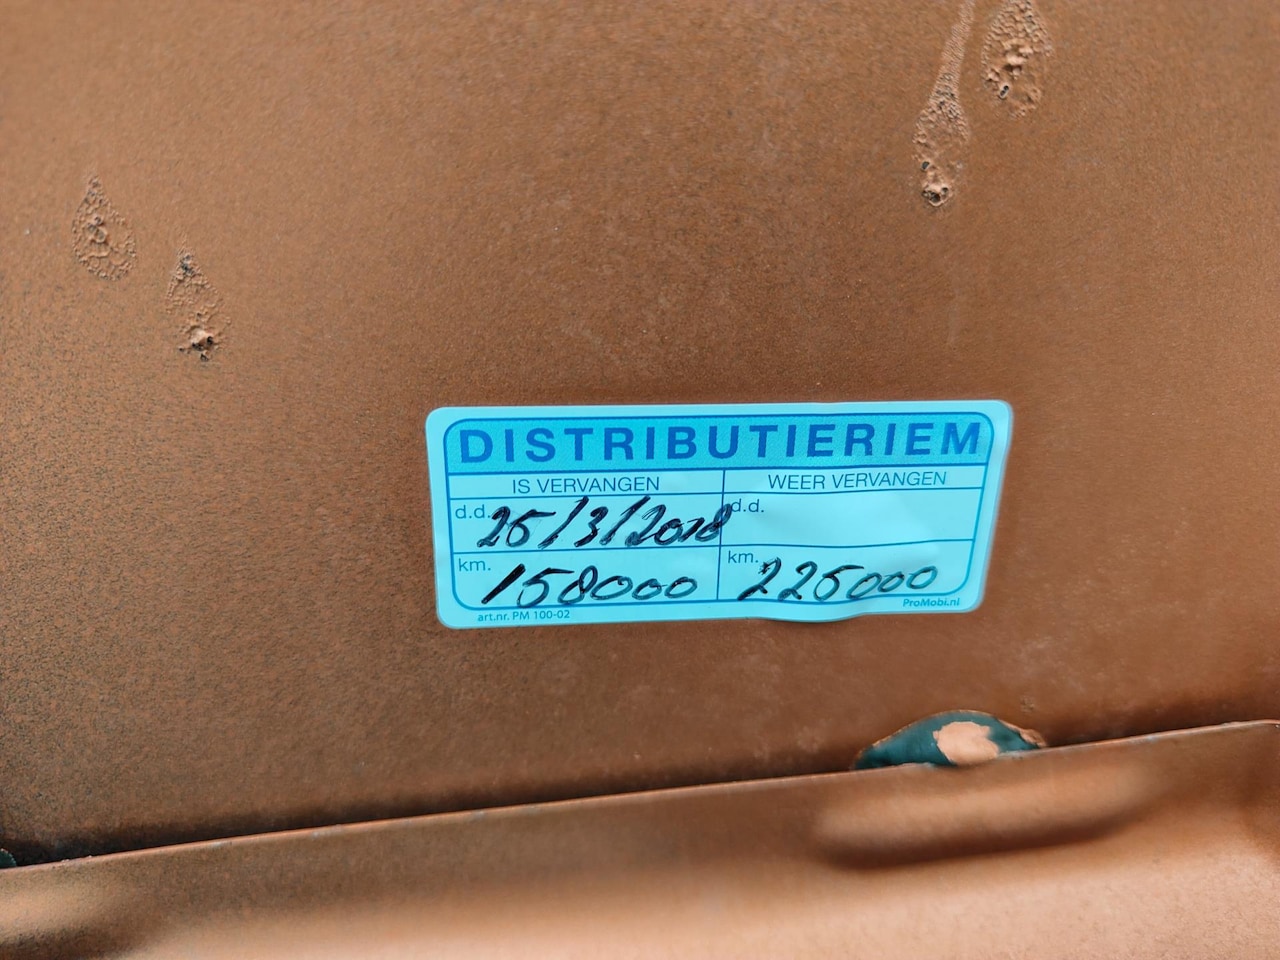 DISTRIBUTIERIEM
IS VERVANGEN
WEER VERVANGEN
d.d. 25/3/2018
d.d.
km. 158000
km. 225000
art.nr. PM 100-02
ProMobi.nl